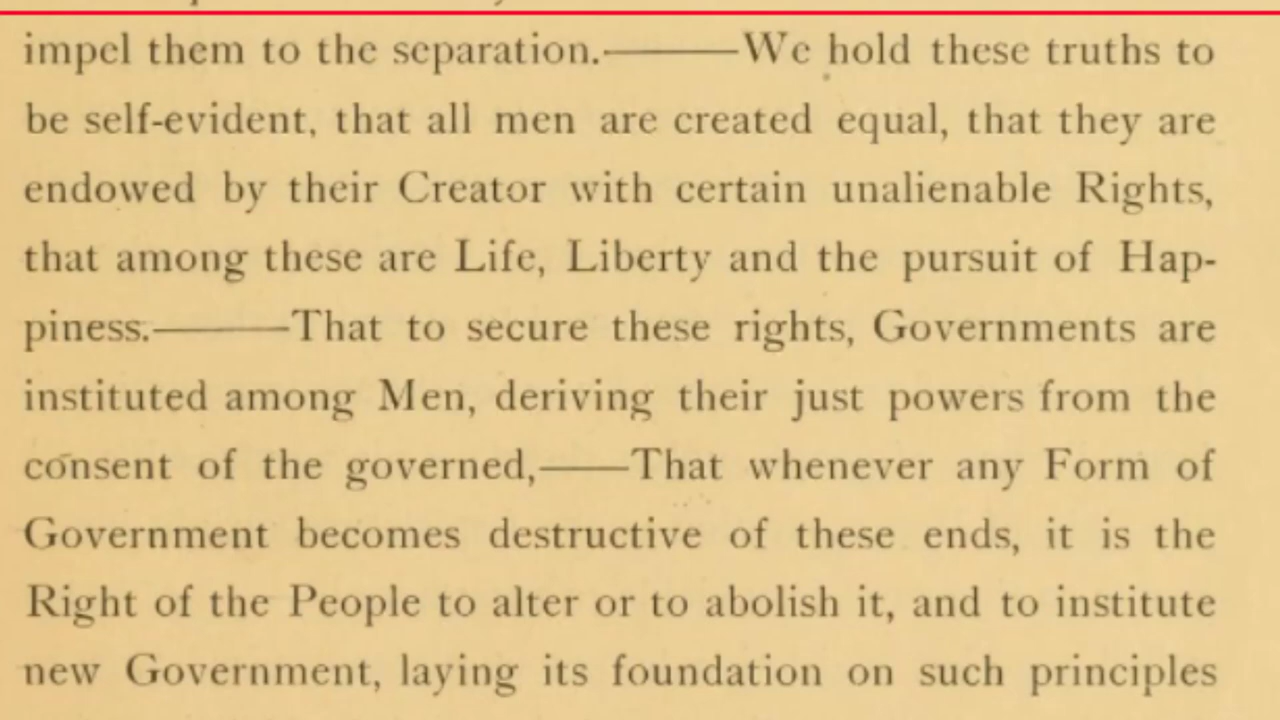 impel them to the separation.———We hold these truths to
be self-evident, that all men are created equal, that they are
endowed by their Creator with certain unalienable Rights,
that among these are Life, Liberty and the pursuit of Hap-
piness.———That to secure these rights, Governments are
instituted among Men, deriving their just powers from the
consent of the governed,——That whenever any Form of
Government becomes destructive of these ends, it is the
Right of the People to alter or to abolish it, and to institute
new Government, laying its foundation on such principles